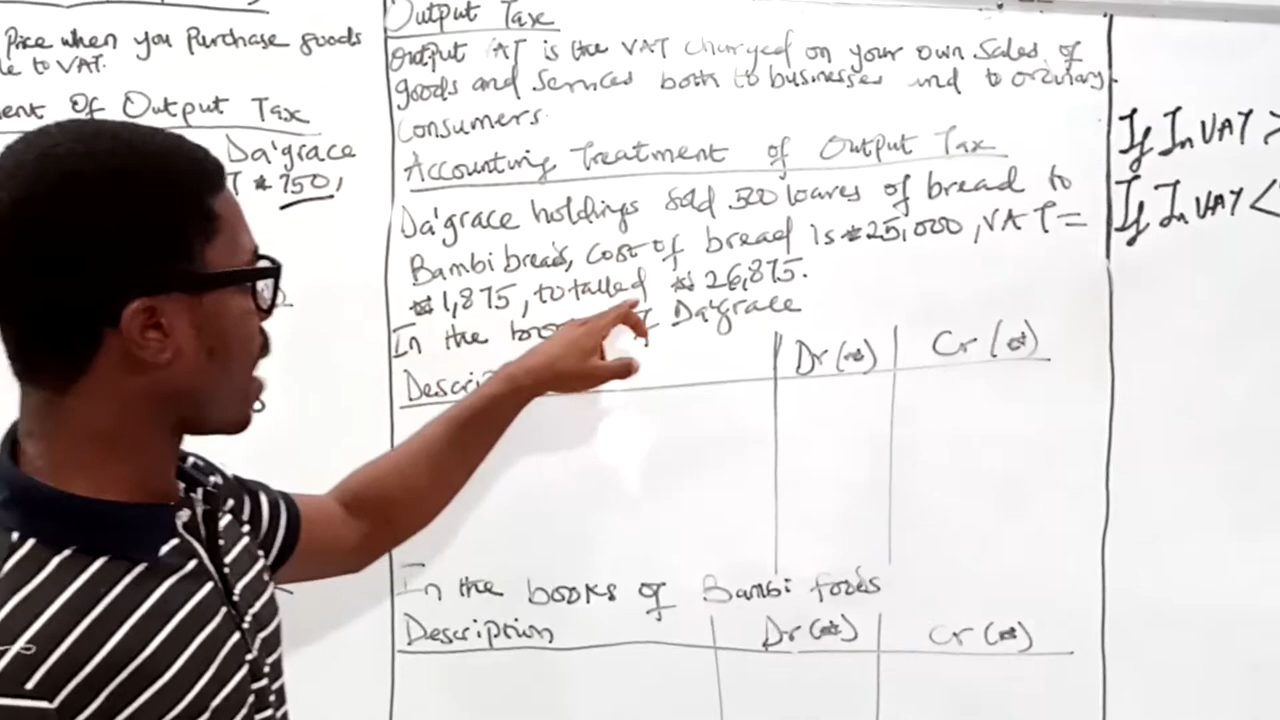 Price when you Purchase goods
le to VAT.
ent Of Output Tax
Da'grace
₦ 750,
Output Tax
Output VAT is the VAT charged on your own sales of
goods and services both to businesses and to ordinary
Consumers.
Accounting Treatment of Output Tax
Da'grace holdings sold 500 loaves of bread to
Bambi bread, cost of bread is ₦25,000, VAT =
₦1,875, totalled ₦26,875.
In the boo Da'grace
Descri
Dr (₦) Cr (₦)
In the books of Bambi foods
Description Dr (₦) Cr (₦)
If In VAT >
If In VAT <